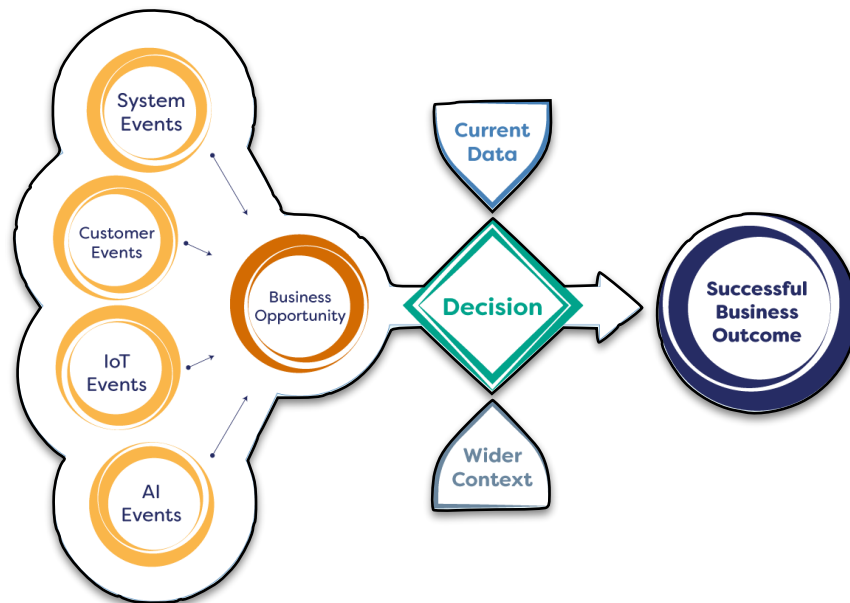 System
Events
Customer
Events
IoT
Events
AI
Events
Business
Opportunity
Current
Data
Decision
Wider
Context
Successful
Business
Outcome